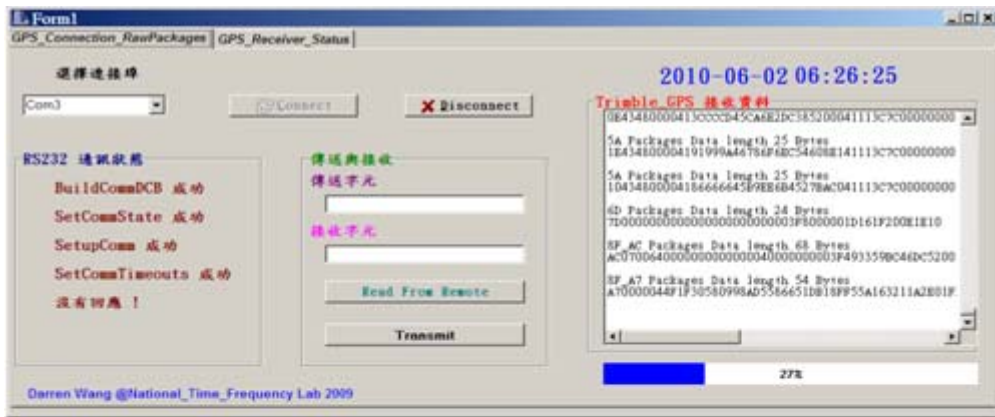 Form1
GPS_Connection_RawPackages
GPS_Receiver_Status
選擇連接埠
Com3
Connect
Disconnect
2010-06-02 06:26:25
RS232 通訊狀態
BuildCommDCB 成功
SetCommState 成功
SetupComm 成功
SetCommTimeouts 成功
沒有回應 !
傳送與接收
傳送字元
接收字元
Read From Remote
Transmit
Trimble_GPS 接收資料
5A Packages Data length 25 Bytes
5A Packages Data length 25 Bytes
6D Packages Data length 24 Bytes
8F_AC Packages Data length 68 Bytes
8F_A7 Packages Data length 54 Bytes
27%
Darren Wang @National_Time_Frequency Lab 2009